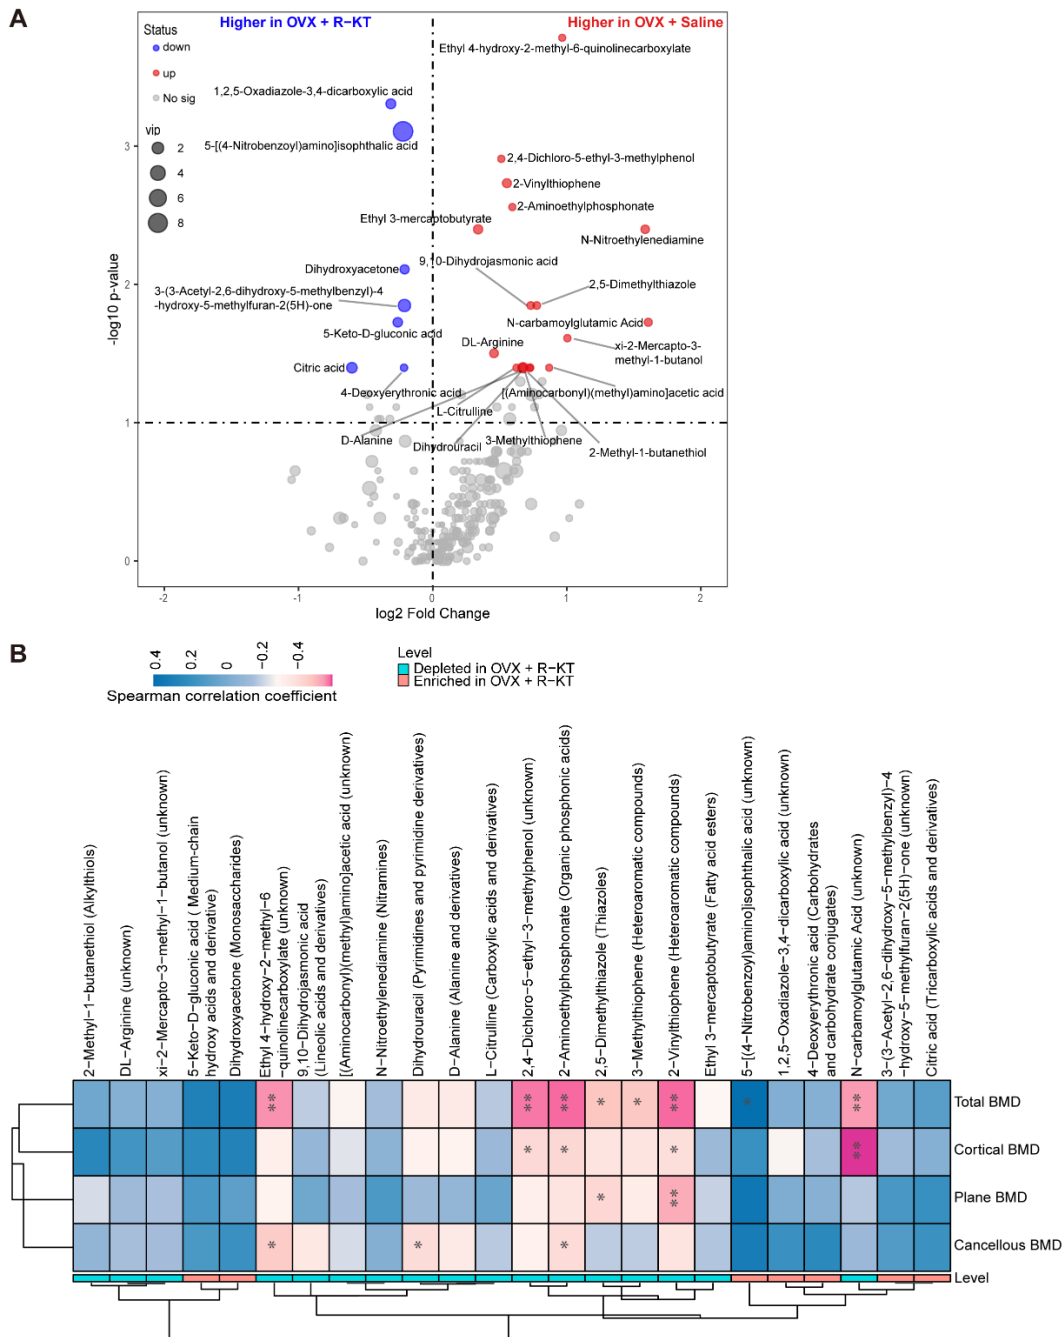 A
Higher in OVX + R−KT
Higher in OVX + Saline
Status
down
up
No sig
vip
2
4
6
8
Ethyl 4-hydroxy-2-methyl-6-quinolinecarboxylate
1,2,5-Oxadiazole-3,4-dicarboxylic acid
5-[(4-Nitrobenzoyl)amino]isophthalic acid
2,4-Dichloro-5-ethyl-3-methylphenol
2-Vinylthiophene
2-Aminoethylphosphonate
Ethyl 3-mercaptobutyrate
N-Nitroethylenediamine
9,10-Dihydrojasmonic acid
Dihydroxyacetone
2,5-Dimethylthiazole
3-(3-Acetyl-2,6-dihydroxy-5-methylbenzyl)-4
-hydroxy-5-methylfuran-2(5H)-one
N-carbamoylglutamic Acid
5-Keto-D-gluconic acid
DL-Arginine
xi-2-Mercapto-3-
methyl-1-butanol
Citric acid
4-Deoxyerythronic acid
[(Aminocarbonyl)(methyl)amino]acetic acid
L-Citrulline
D-Alanine
Dihydrouracil
3-Methylthiophene
2-Methyl-1-butanethiol
-log10 p-value
3
2
1
0
-2
-1
0
1
2
log2 Fold Change
B
0.4
0.2
0
−0.2
−0.4
Spearman correlation coefficient
Level
Depleted in OVX + R−KT
Enriched in OVX + R−KT
2−Methyl−1−butanethiol (Alkylthiols)
DL−Arginine (unknown)
xi−2−Mercapto−3−methyl−1−butanol (unknown)
5−Keto−D−gluconic acid ( Medium−chain
hydroxy acids and derivative)
Dihydroxyacetone (Monosaccharides)
Ethyl 4−hydroxy−2−methyl−6
−quinolinecarboxylate (unknown)
9,10−Dihydrojasmonic acid
(Lineolic acids and derivatives)
[(Aminocarbonyl)(methyl)amino]acetic acid (unknown)
N−Nitroethylenediamine (Nitramines)
Dihydrouracil (Pyrimidines and pyrimidine derivatives)
D−Alanine (Alanine and derivatives)
L−Citrulline (Carboxylic acids and derivatives)
2,4−Dichloro−5−ethyl−3−methylphenol (unknown)
2−Aminoethylphosphonate (Organic phosphonic acids)
2,5−Dimethylthiazole (Thiazoles)
3−Methylthiophene (Heteroaromatic compounds)
2−Vinylthiophene (Heteroaromatic compounds)
Ethyl 3−mercaptobutyrate (Fatty acid esters)
5−[(4−Nitrobenzoyl)amino]isophthalic acid (unknown)
1,2,5−Oxadiazole−3,4−dicarboxylic acid (unknown)
4−Deoxyerythronic acid (Carbohydrates
and carbohydrate conjugates)
N−carbamoylglutamic Acid (unknown)
3−(3−Acetyl−2,6−dihydroxy−5−methylbenzyl)−4
−hydroxy−5−methylfuran−2(5H)−one (unknown)
Citric acid (Tricarboxylic acids and derivatives)
** ** ** * * ** * ** Total BMD
* * * ** Cortical BMD
* ** Plane BMD
* * * Cancellous BMD
Level